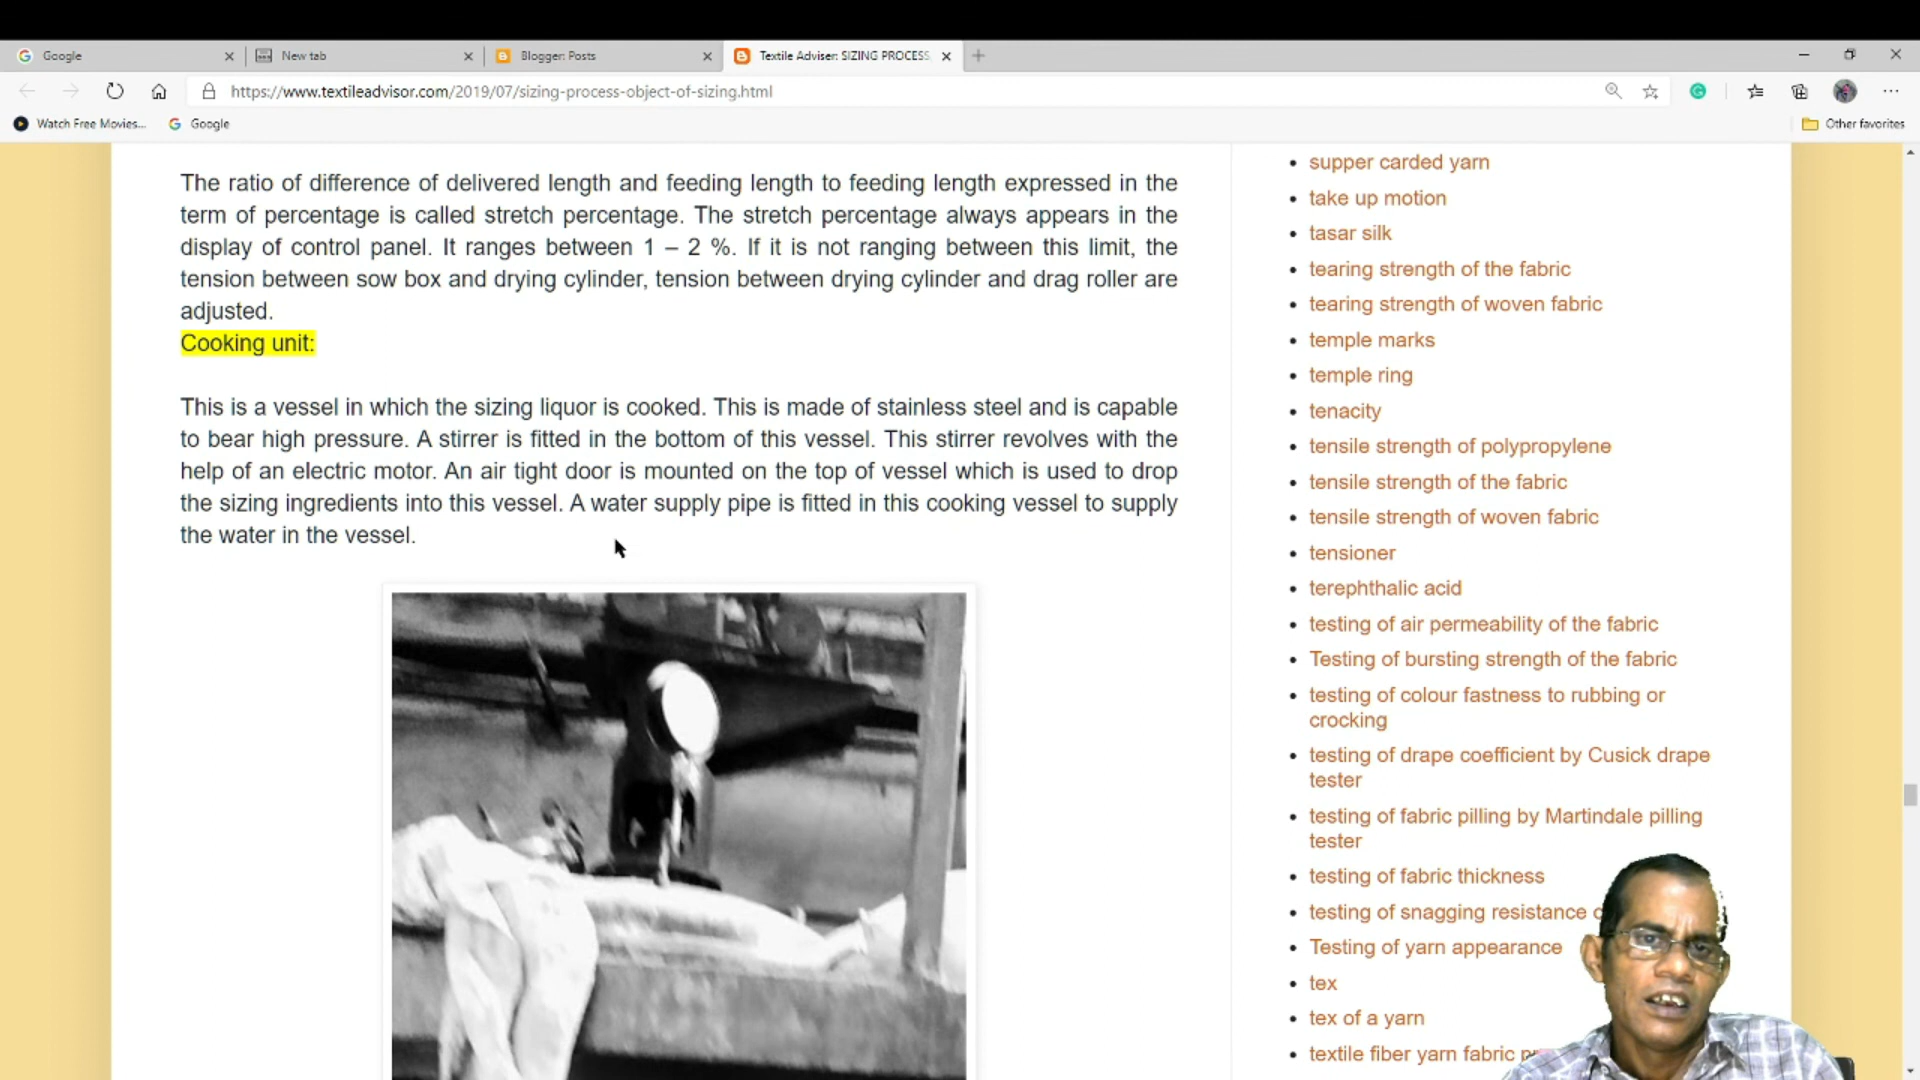 Google
New tab
Blogger: Posts
Textile Adviser: SIZING PROCESS,
https://www.textileadvisor.com/2019/07/sizing-process-object-of-sizing.html
Watch Free Movies...
Google
Other favorites
The ratio of difference of delivered length and feeding length to feeding length expressed in the
term of percentage is called stretch percentage. The stretch percentage always appears in the
display of control panel. It ranges between 1 – 2 %. If it is not ranging between this limit, the
tension between sow box and drying cylinder, tension between drying cylinder and drag roller are
adjusted.
Cooking unit:
This is a vessel in which the sizing liquor is cooked. This is made of stainless steel and is capable
to bear high pressure. A stirrer is fitted in the bottom of this vessel. This stirrer revolves with the
help of an electric motor. An air tight door is mounted on the top of vessel which is used to drop
the sizing ingredients into this vessel. A water supply pipe is fitted in this cooking vessel to supply
the water in the vessel.
supper carded yarn
take up motion
tasar silk
tearing strength of the fabric
tearing strength of woven fabric
temple marks
temple ring
tenacity
tensile strength of polypropylene
tensile strength of the fabric
tensile strength of woven fabric
tensioner
terephthalic acid
testing of air permeability of the fabric
Testing of bursting strength of the fabric
testing of colour fastness to rubbing or
crocking
testing of drape coefficient by Cusick drape
tester
testing of fabric pilling by Martindale pilling
tester
testing of fabric thickness
testing of snagging resistance
Testing of yarn appearance
tex
tex of a yarn
textile fiber yarn fabric